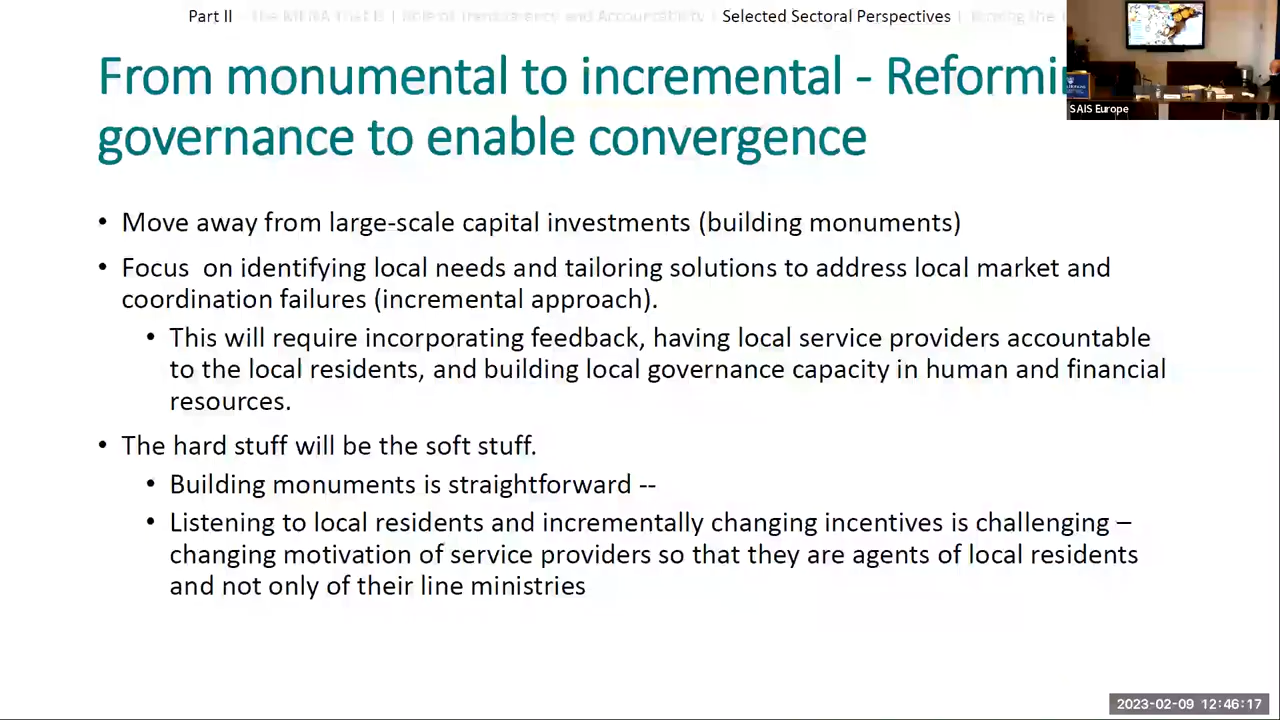 Part II
Selected Sectoral Perspectives
From monumental to incremental - Reformi
governance to enable convergence
SAIS Europe
• Move away from large-scale capital investments (building monuments)
• Focus on identifying local needs and tailoring solutions to address local market and
coordination failures (incremental approach).
• This will require incorporating feedback, having local service providers accountable
to the local residents, and building local governance capacity in human and financial
resources.
• The hard stuff will be the soft stuff.
• Building monuments is straightforward --
• Listening to local residents and incrementally changing incentives is challenging –
changing motivation of service providers so that they are agents of local residents
and not only of their line ministries
2023-02-09 12:46:17